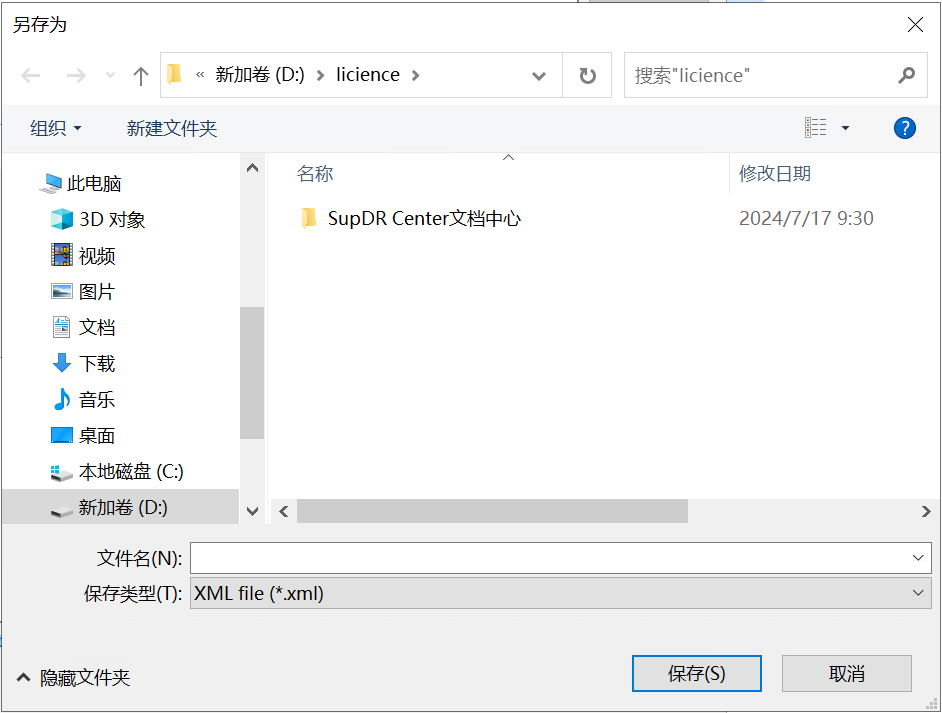 另存为
« 新加卷 (D:) › licience ›
搜索"licience"
组织
新建文件夹
?
此电脑
3D 对象
视频
图片
文档
下载
音乐
桌面
本地磁盘 (C:)
新加卷 (D:)
名称
修改日期
SupDR Center文档中心
2024/7/17 9:30
文件名(N):
保存类型(T):
XML file (*.xml)
隐藏文件夹
保存(S)
取消